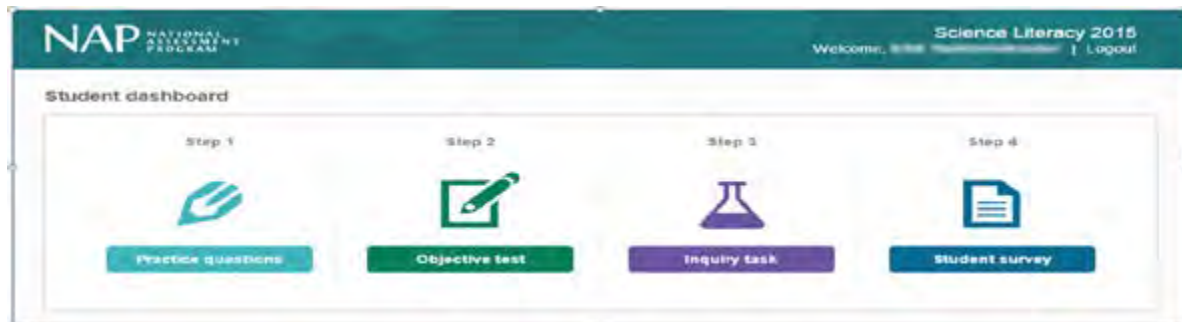 NAP NATIONAL
ASSESSMENT
PROGRAM
Science Literacy 2015
Welcome, | Logout
Student dashboard
Step 1
Step 2
Step 3
Step 4
Practice questions
Objective test
Inquiry task
Student survey